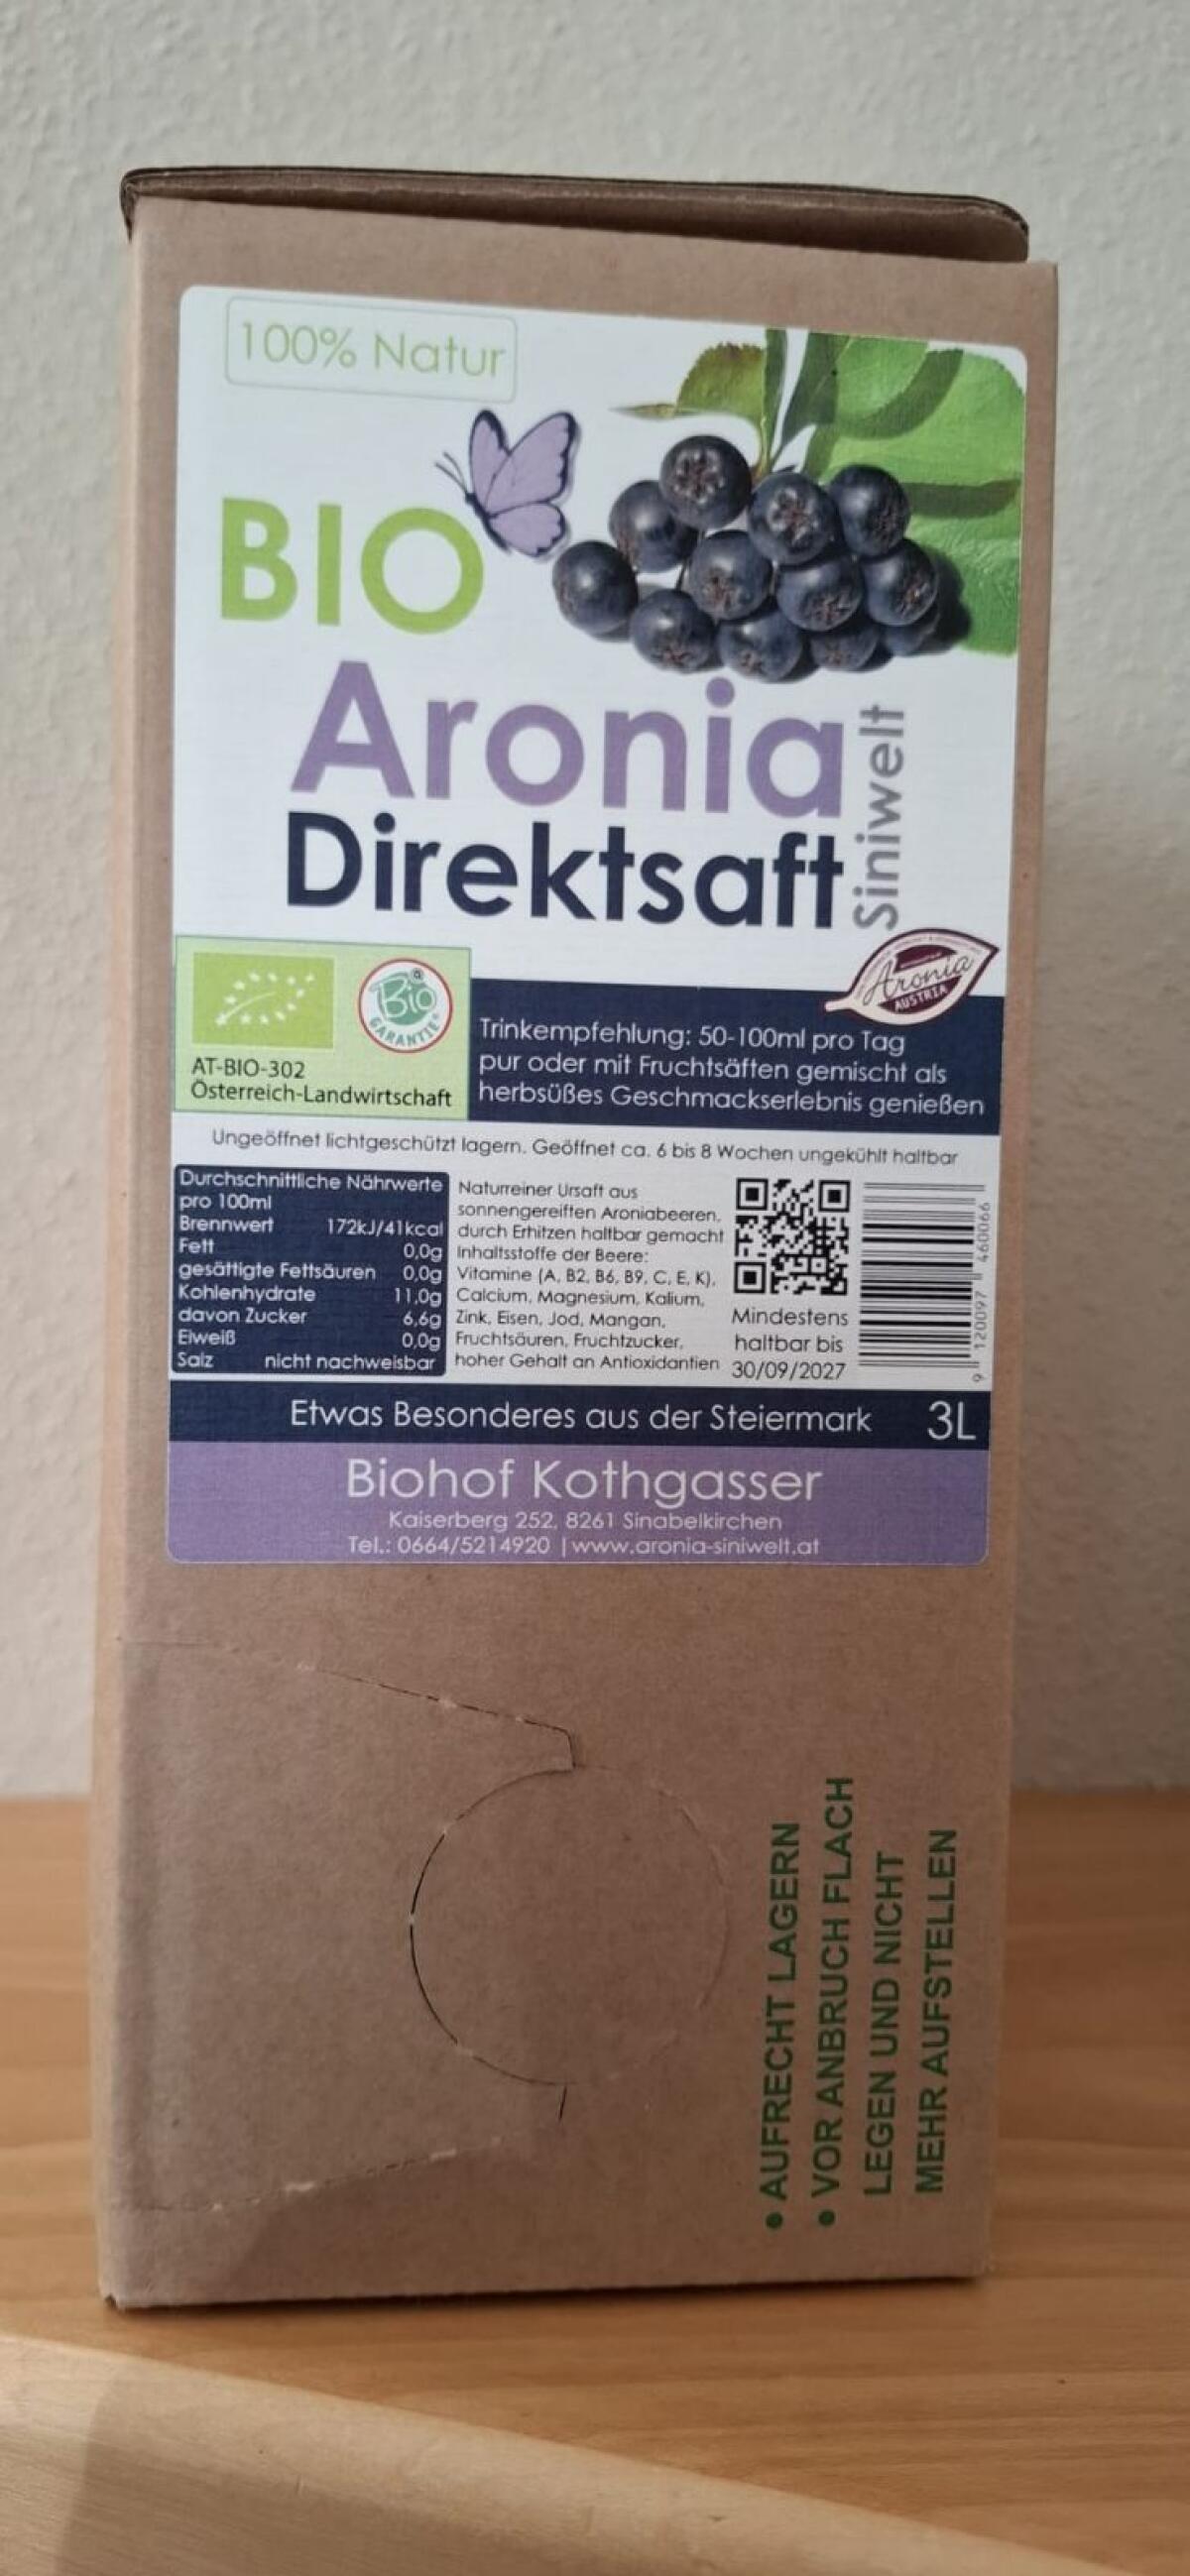 100% Natur
BIO
Aronia
Direktsaft
Siniwelt
Aronia
AUSTRIA
Bio
GARANTIE
AT-BIO-302
Österreich-Landwirtschaft
Trinkempfehlung: 50-100ml pro Tag
pur oder mit Fruchtsäften gemischt als
herbsüßes Geschmackserlebnis genießen
Ungeöffnet lichtgeschützt lagern. Geöffnet ca. 6 bis 8 Wochen ungekühlt haltbar
Durchschnittliche Nährwerte
pro 100ml
Brennwert 172kJ/41kcal
Fett 0,0g
gesättigte Fettsäuren 0,0g
Kohlenhydrate 11,0g
davon Zucker 6,6g
Eiweiß 0,0g
Salz nicht nachweisbar
Naturreiner Ursaft aus
sonnengereiften Aroniabeeren,
durch Erhitzen haltbar gemacht
Inhaltsstoffe der Beere:
Vitamine (A, B2, B6, B9, C, E, K),
Calcium, Magnesium, Kalium,
Zink, Eisen, Jod, Mangan,
Fruchtsäuren, Fruchtzucker,
hoher Gehalt an Antioxidantien
Mindestens
haltbar bis
30/09/2027
9 120097 460066
Etwas Besonderes aus der Steiermark 3L
Biohof Kothgasser
Kaiserberg 252, 8261 Sinabelkirchen
Tel.: 0664/5214920 | www.aronia-siniwelt.at
• AUFRECHT LAGERN
• VOR ANBRUCH FLACH
LEGEN UND NICHT
MEHR AUFSTELLEN